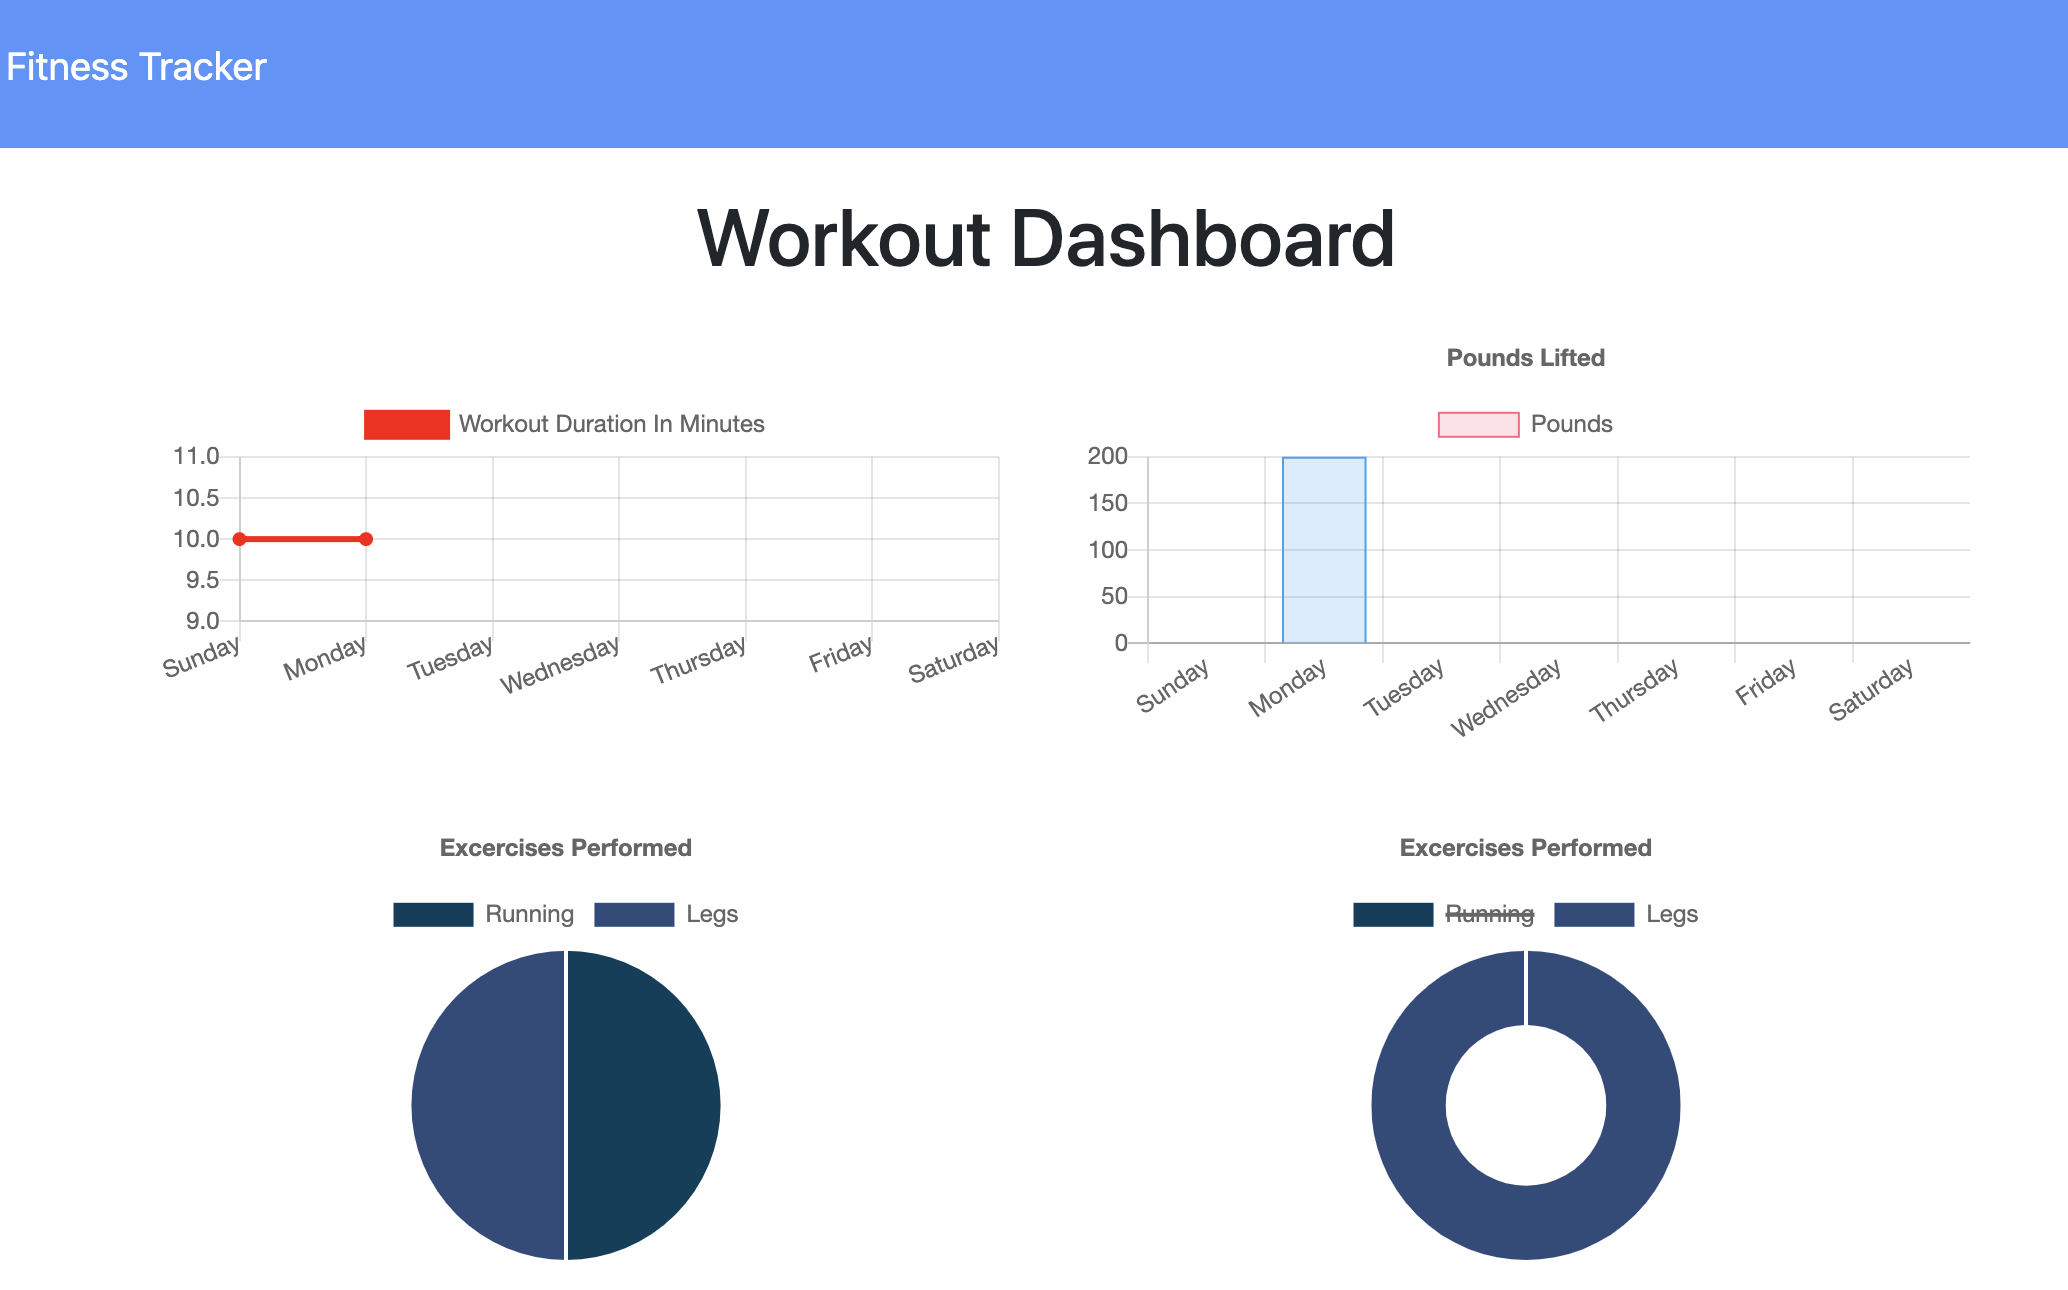 Fitness Tracker
Workout Dashboard
Workout Duration In Minutes
11.0
10.5
10.0
9.5
9.0
Sunday Monday Tuesday Wednesday Thursday Friday Saturday
Pounds Lifted
Pounds
200
150
100
50
0
Sunday Monday Tuesday Wednesday Thursday Friday Saturday
Excercises Performed
Running Legs
Excercises Performed
Running Legs